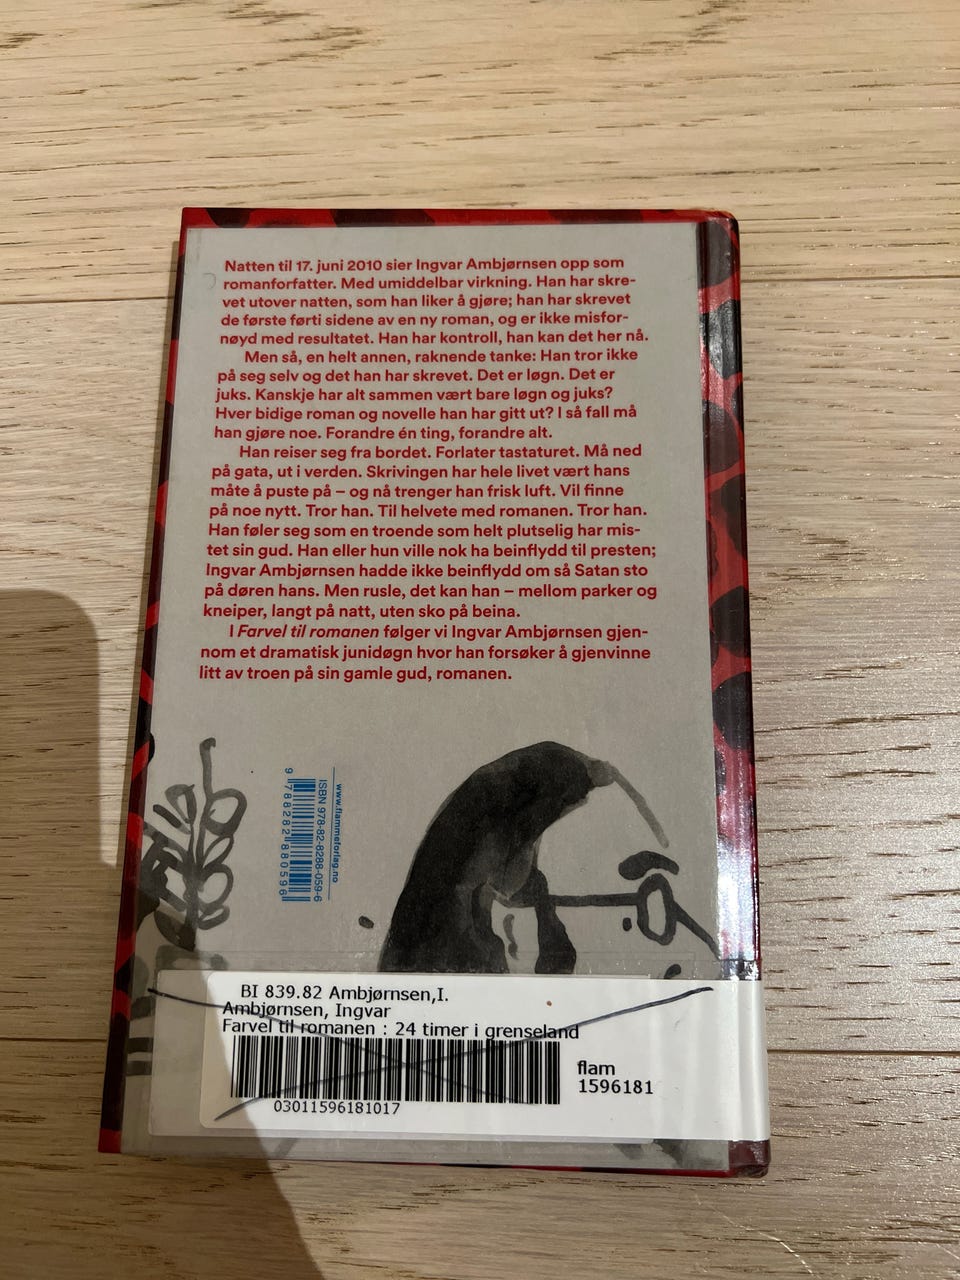 Natten til 17. juni 2010 sier Ingvar Ambjørnsen opp som
romanforfatter. Med umiddelbar virkning. Han har skre-
vet utover natten, som han liker å gjøre; han har skrevet
de første førti sidene av en ny roman, og er ikke misfor-
nøyd med resultatet. Han har kontroll, han kan det her nå.
Men så, en helt annen, raknende tanke: Han tror ikke
på seg selv og det han har skrevet. Det er løgn. Det er
juks. Kanskje har alt sammen vært bare løgn og juks?
Hver bidige roman og novelle han har gitt ut? I så fall må
han gjøre noe. Forandre én ting, forandre alt.
Han reiser seg fra bordet. Forlater tastaturet. Må ned
på gata, ut i verden. Skrivingen har hele livet vært hans
måte å puste på – og nå trenger han frisk luft. Vil finne
på noe nytt. Tror han. Til helvete med romanen. Tror han.
Han føler seg som en troende som helt plutselig har mis-
tet sin gud. Han eller hun ville nok ha beinflydd til presten;
Ingvar Ambjørnsen hadde ikke beinflydd om så Satan sto
på døren hans. Men rusle, det kan han – mellom parker og
kneiper, langt på natt, uten sko på beina.
I Farvel til romanen følger vi Ingvar Ambjørnsen gjen-
nom et dramatisk junidøgn hvor han forsøker å gjenvinne
litt av troen på sin gamle gud, romanen.
www.flammeforlag.no
ISBN 978-82-8288-059-6
9 788282 880596
BI 839.82 Ambjørnsen,I.
Ambjørnsen, Ingvar
Farvel til romanen : 24 timer i grenseland
flam
1596181
03011596181017